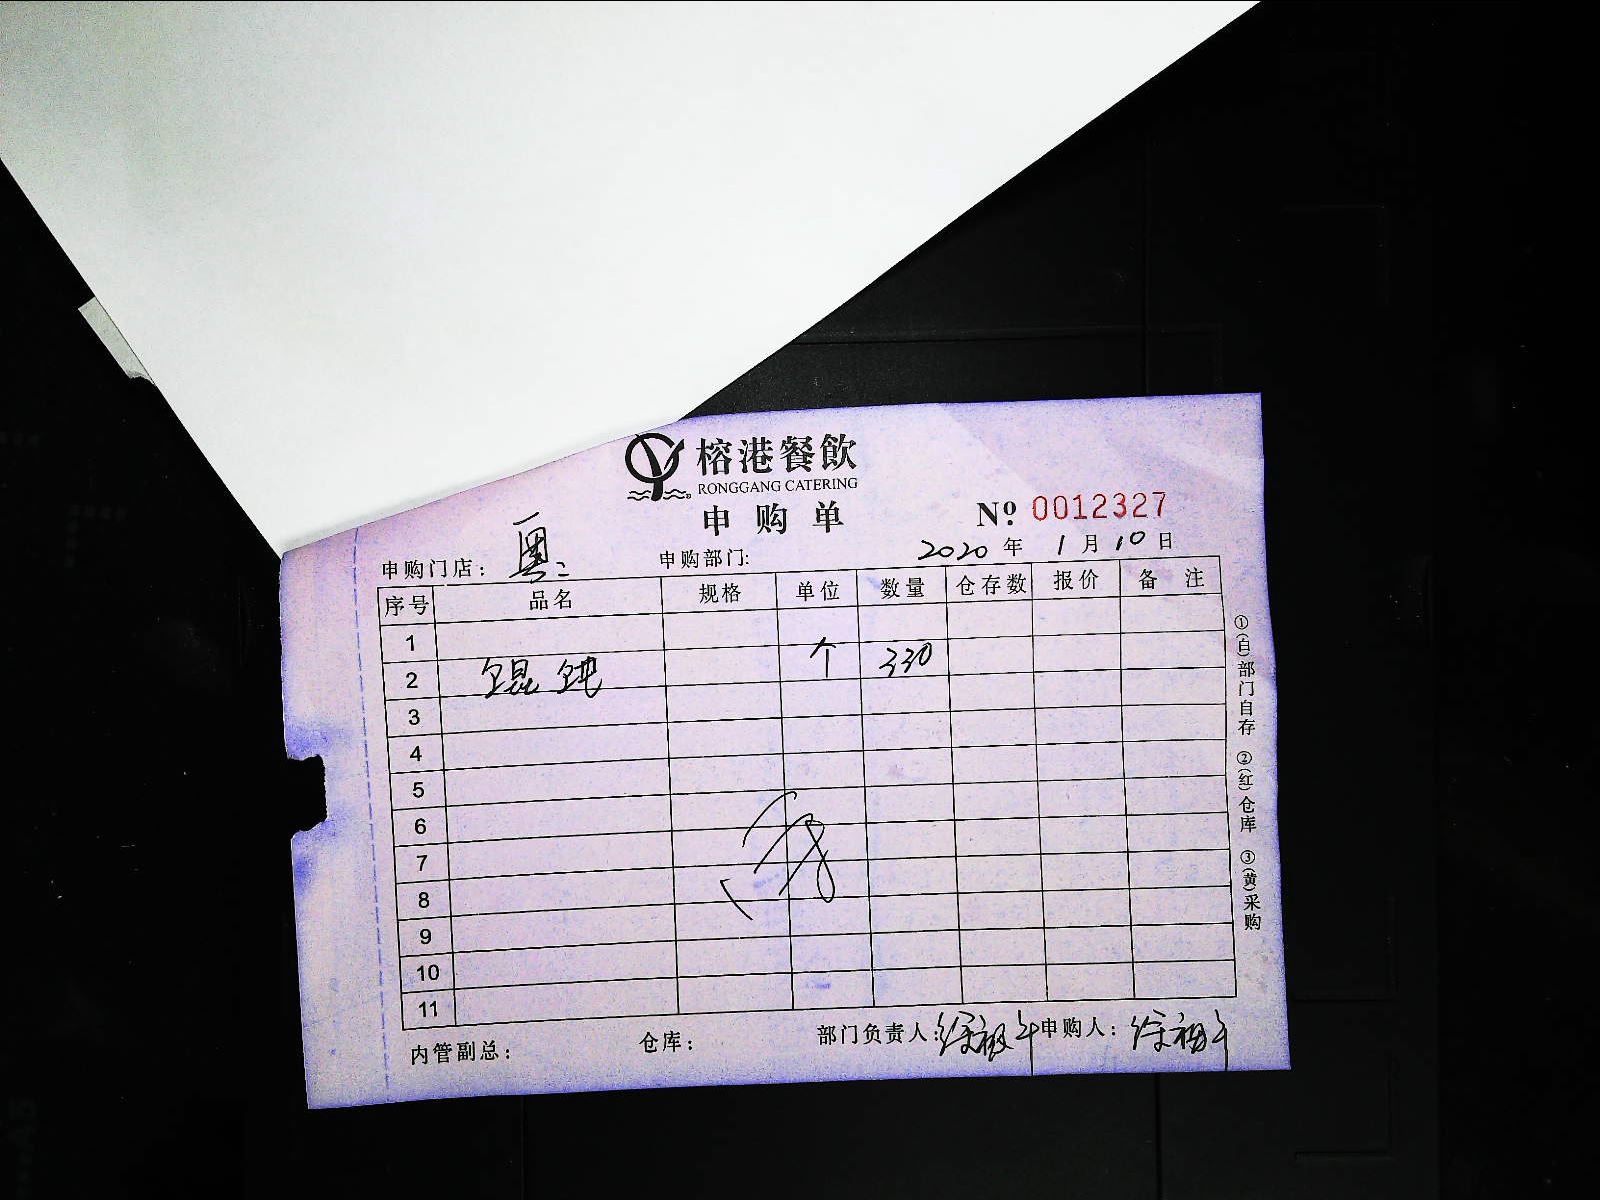 榕港餐飲
RONGGANG CATERING
申购单
№ 0012327
申购门店：粤二 申购部门: 2020 年 1 月 10 日
序号 品名 规格 单位 数量 仓存数 报价 备注
1
2 馄饨 个 330
3
4
5
6
7
8
9
10
11
内管副总： 仓库： 部门负责人： 申购人：
①(白)部门自存 ②(红)仓库 ③(黄)采购